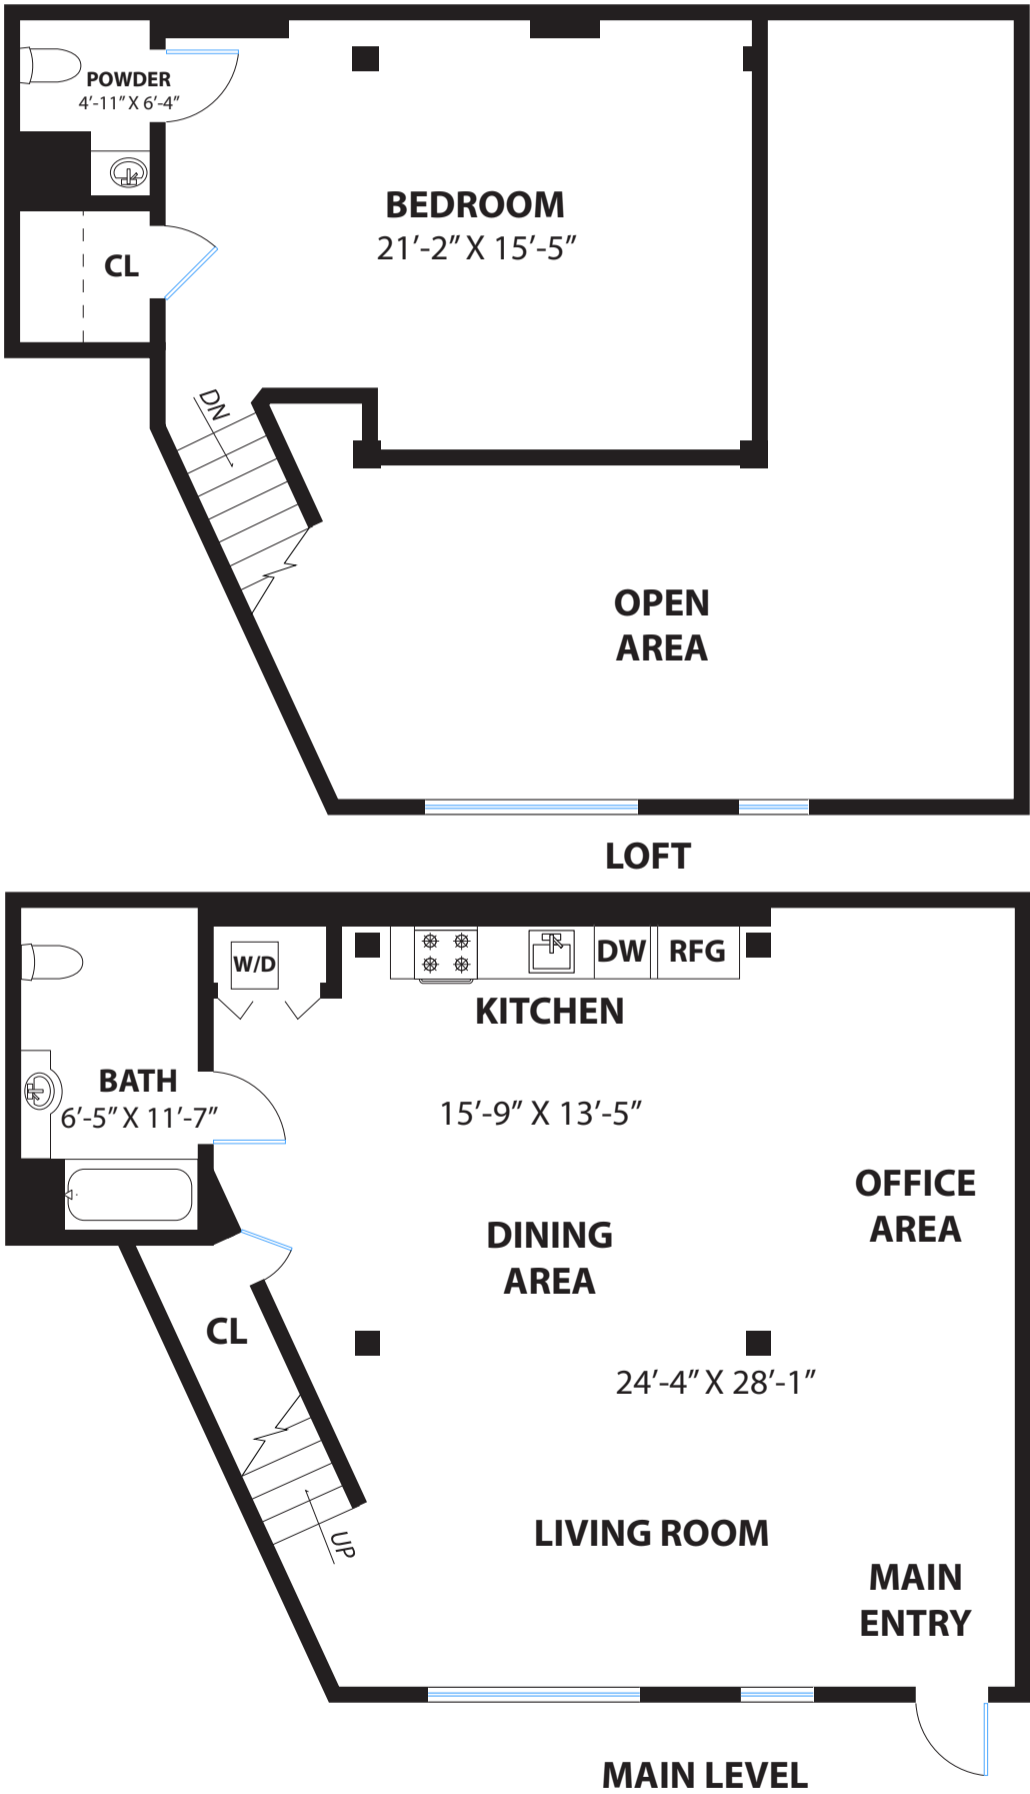 POWDER
4'-11" X 6'-4"
BEDROOM
21'-2" X 15'-5"
CL
DN
OPEN
AREA
LOFT
W/D
DW
RFG
KITCHEN
BATH
6'-5" X 11'-7"
15'-9" X 13'-5"
OFFICE
AREA
DINING
AREA
CL
24'-4" X 28'-1"
UP
LIVING ROOM
MAIN
ENTRY
MAIN LEVEL